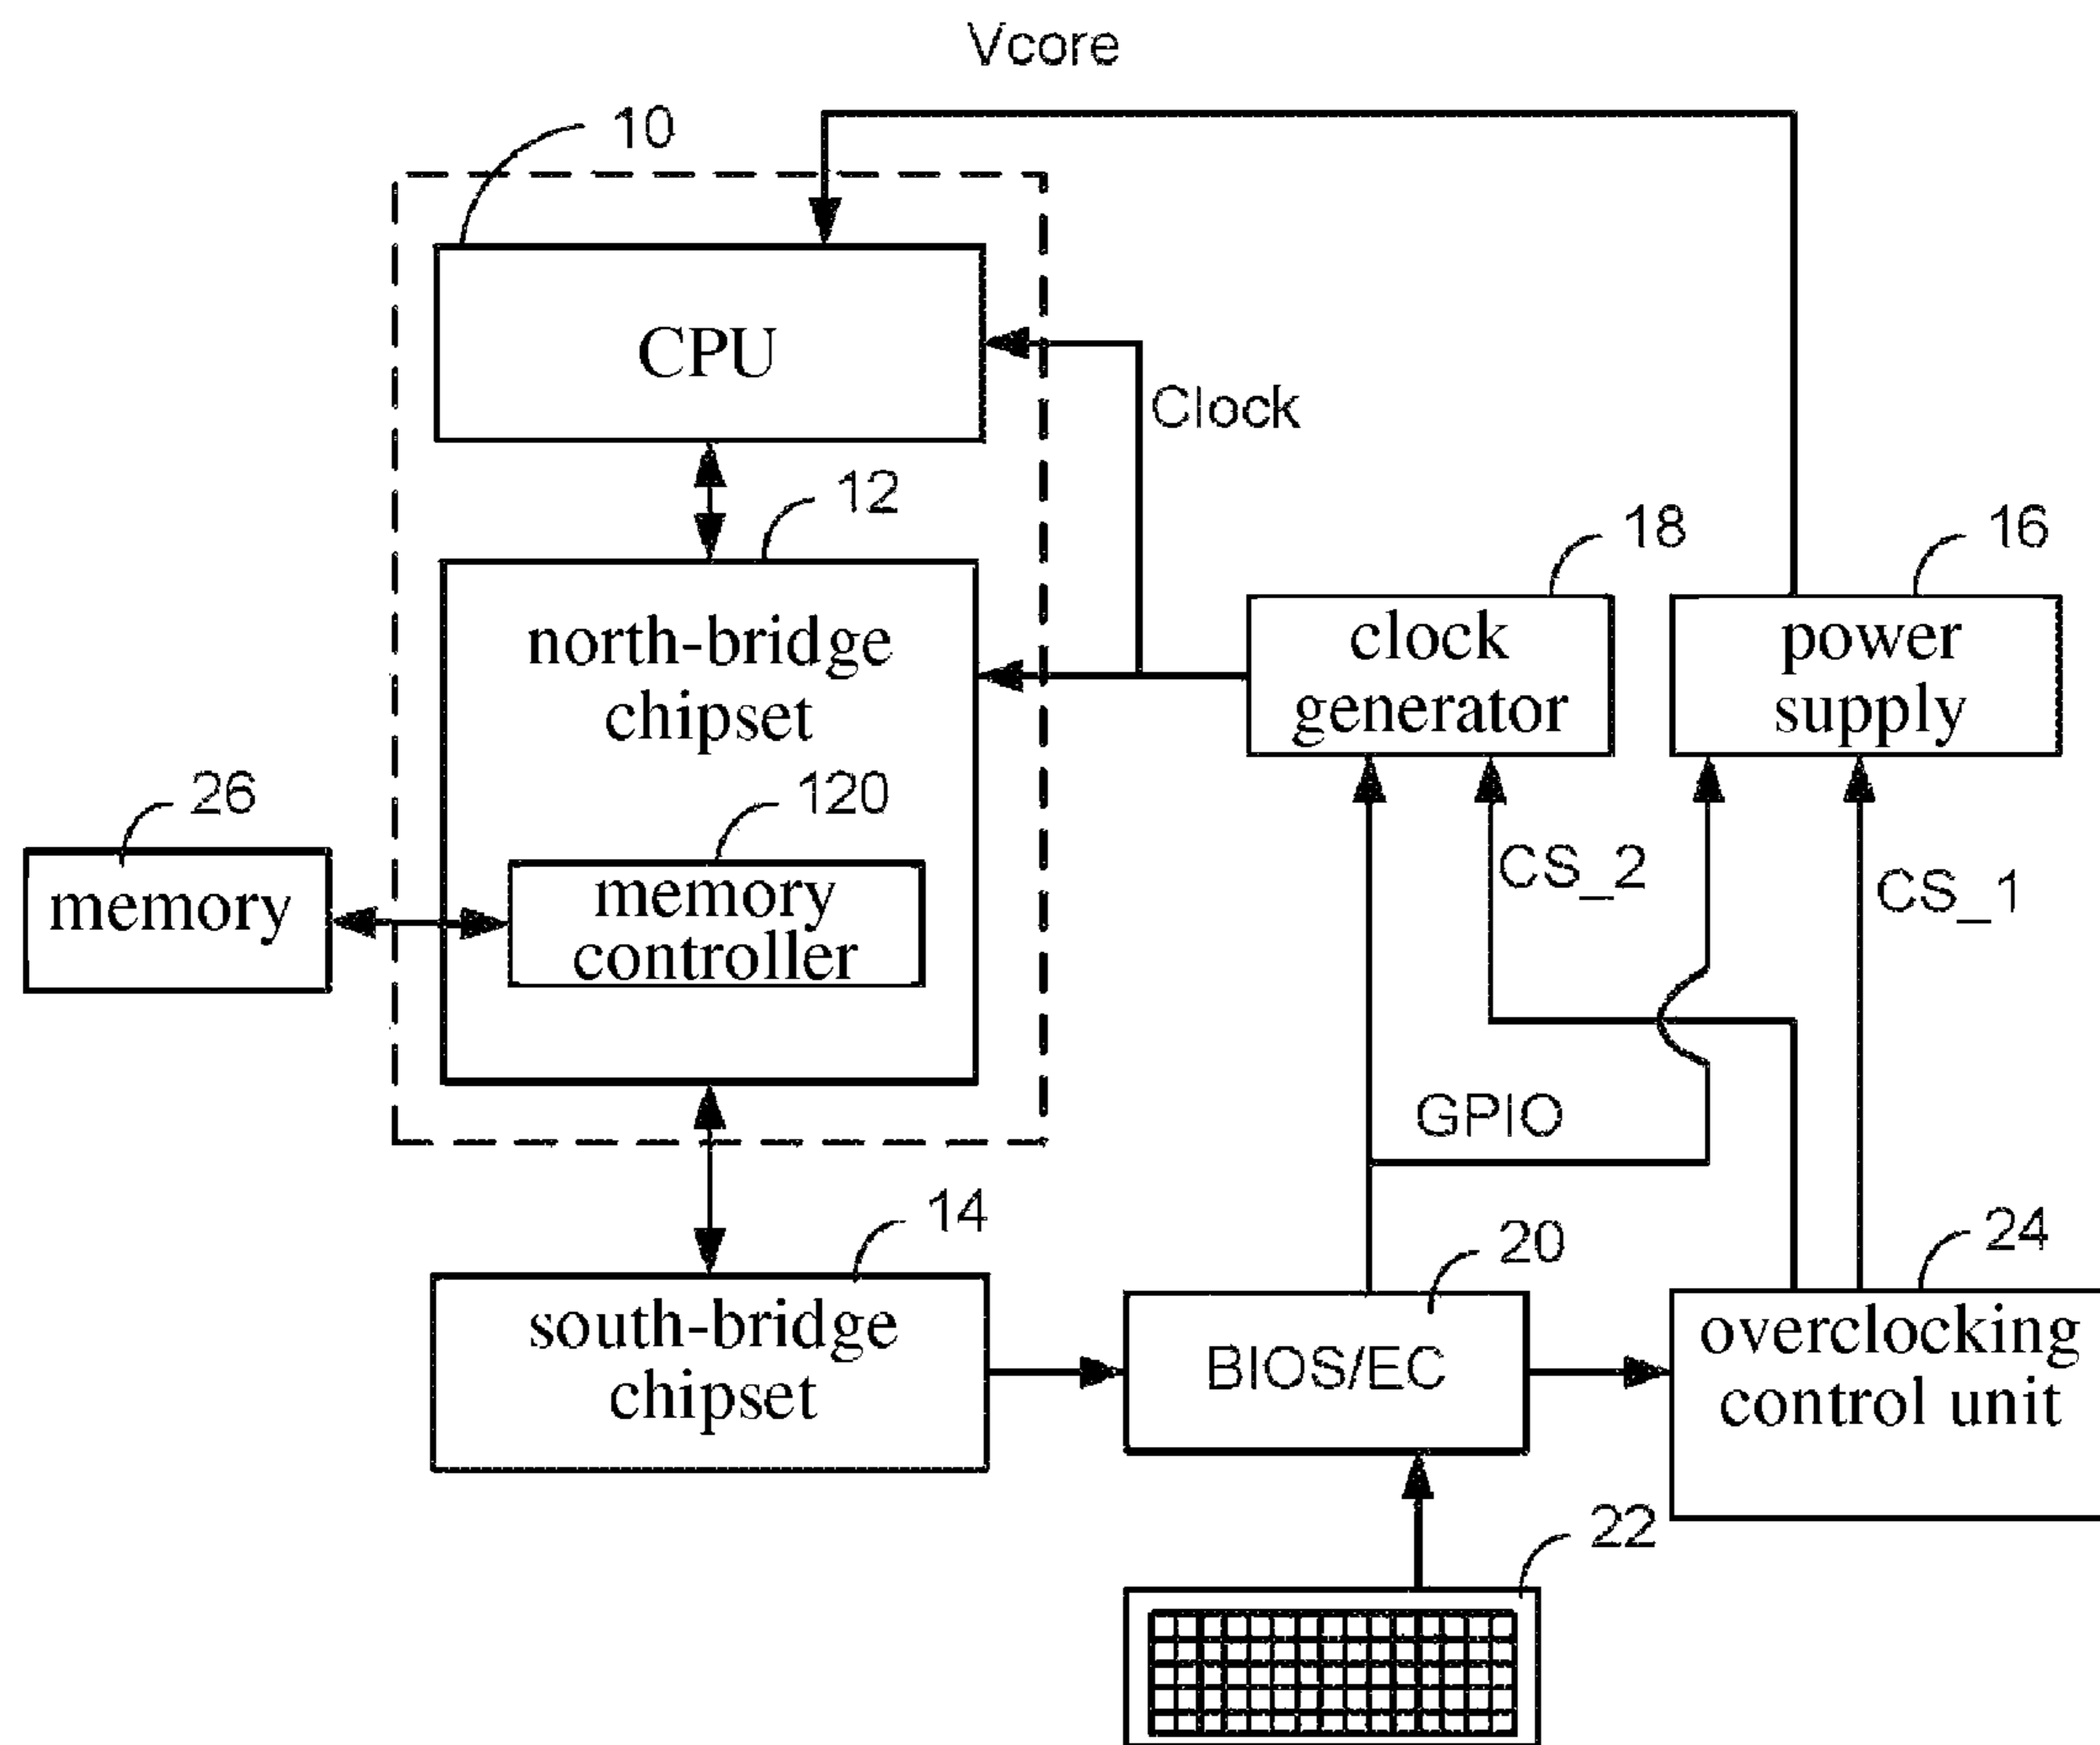 Vcore
10
CPU
Clock
12
18
16
north-bridge
chipset
clock
generator
power
supply
26
120
memory
memory
controller
CS_2
CS_1
GPIO
14
20
24
south-bridge
chipset
BIOS/EC
overclocking
control unit
22